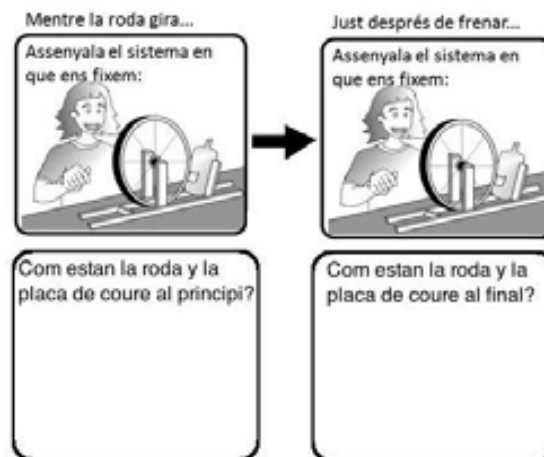 Mentre la roda gira...
Assenyala el sistema en
que ens fixem:
Com estan la roda y la
placa de coure al principi?
Just després de frenar...
Assenyala el sistema en
que ens fixem:
Com estan la roda y la
placa de coure al final?